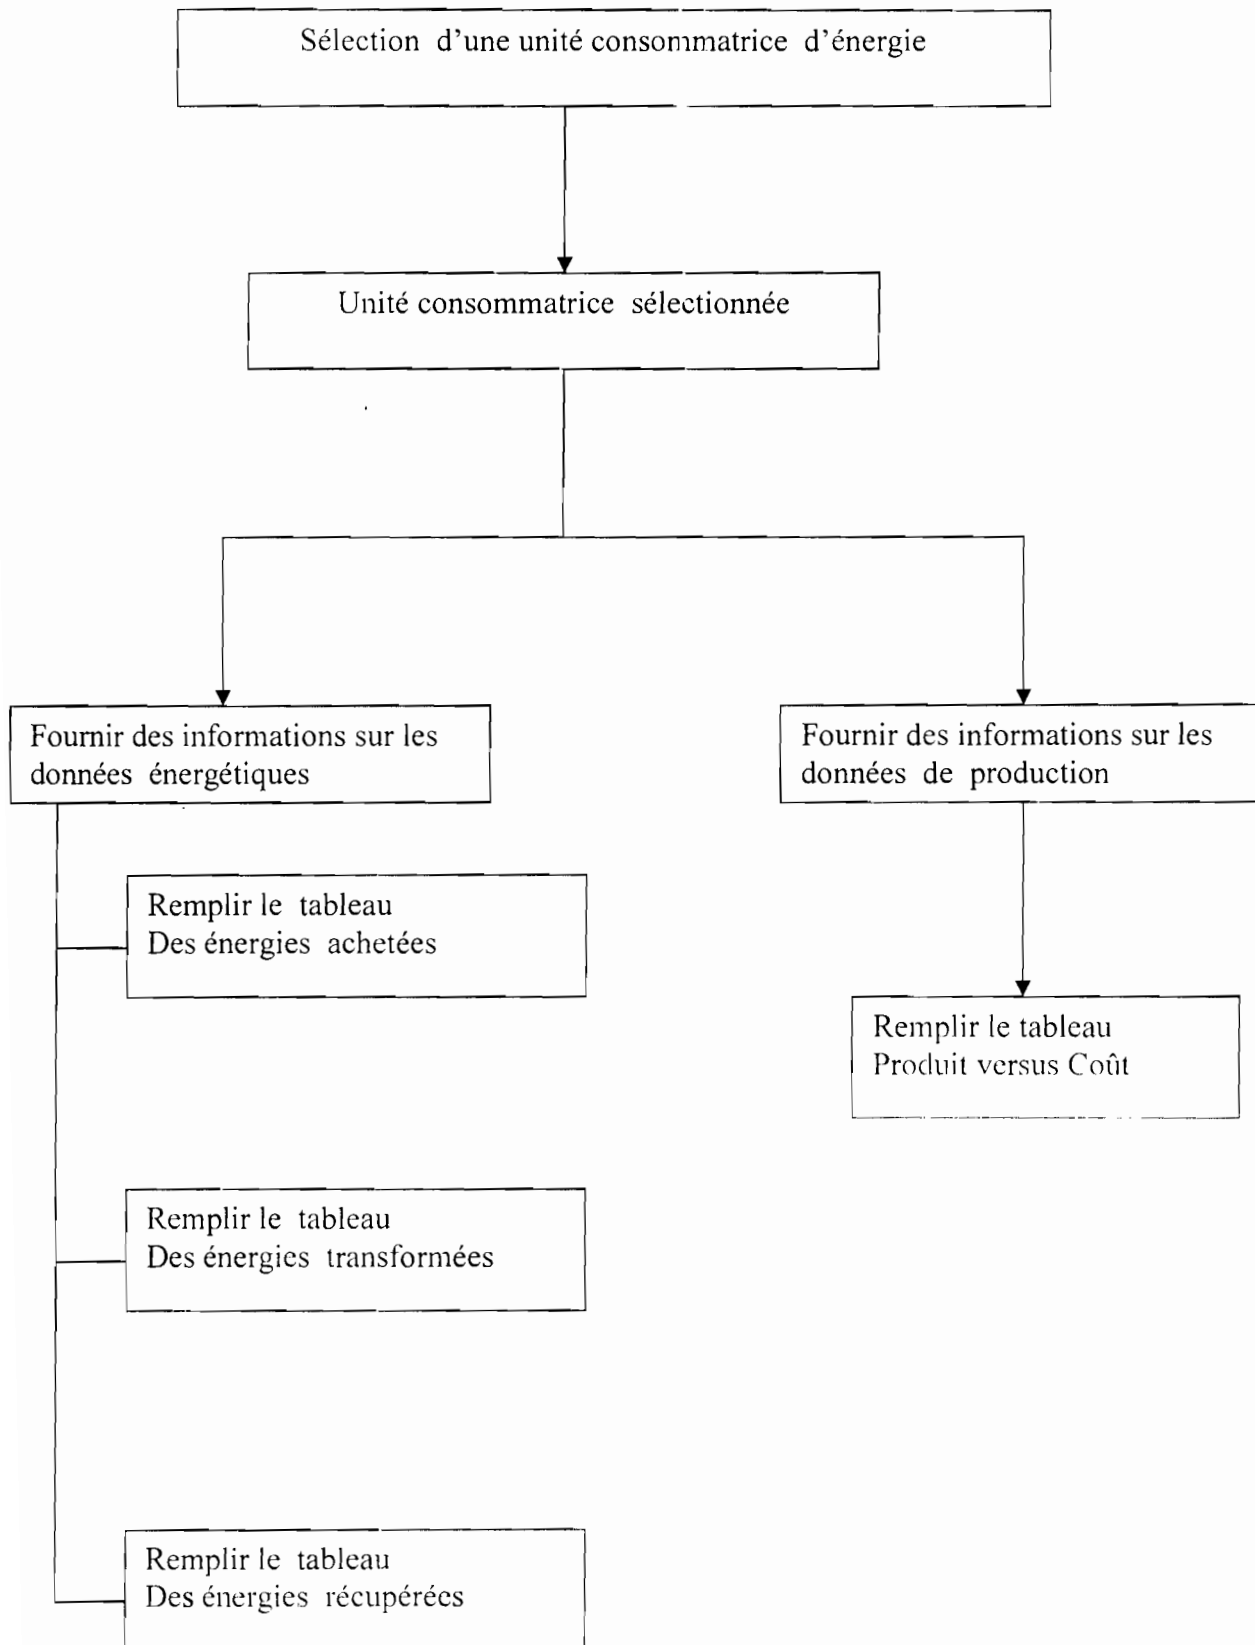 Sélection d'une unité consommatrice d'énergie
Unité consommatrice sélectionnée
Fournir des informations sur les
données énergétiques
Fournir des informations sur les
données de production
Remplir le tableau
Des énergies achetées
Remplir le tableau
Produit versus Coût
Remplir le tableau
Des énergies transformées
Remplir le tableau
Des énergies récupérées